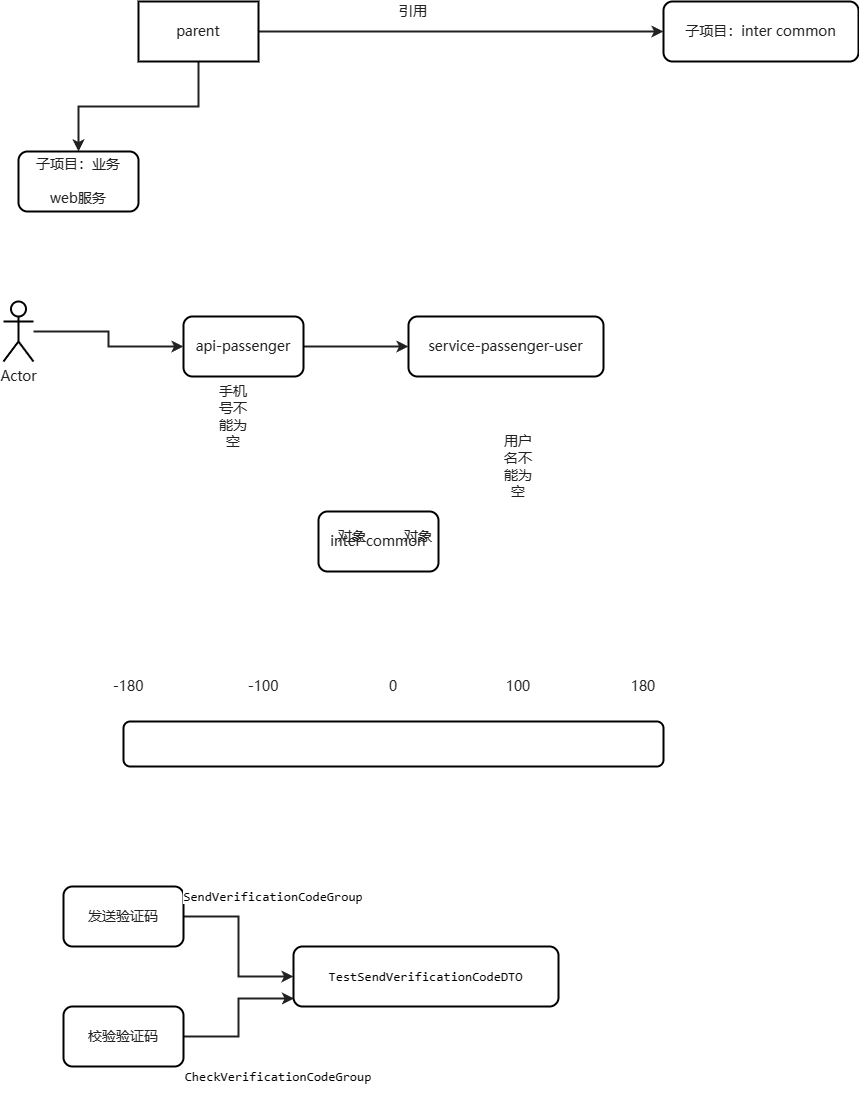 引用
parent
子项目：inter common
子项目：业务
web服务
Actor
api-passenger
service-passenger-user
手机
号不
能为
空
用户
名不
能为
空
对象
对象
inter-common
-180
-100
0
100
180
SendVerificationCodeGroup
发送验证码
TestSendVerificationCodeDTO
校验验证码
CheckVerificationCodeGroup